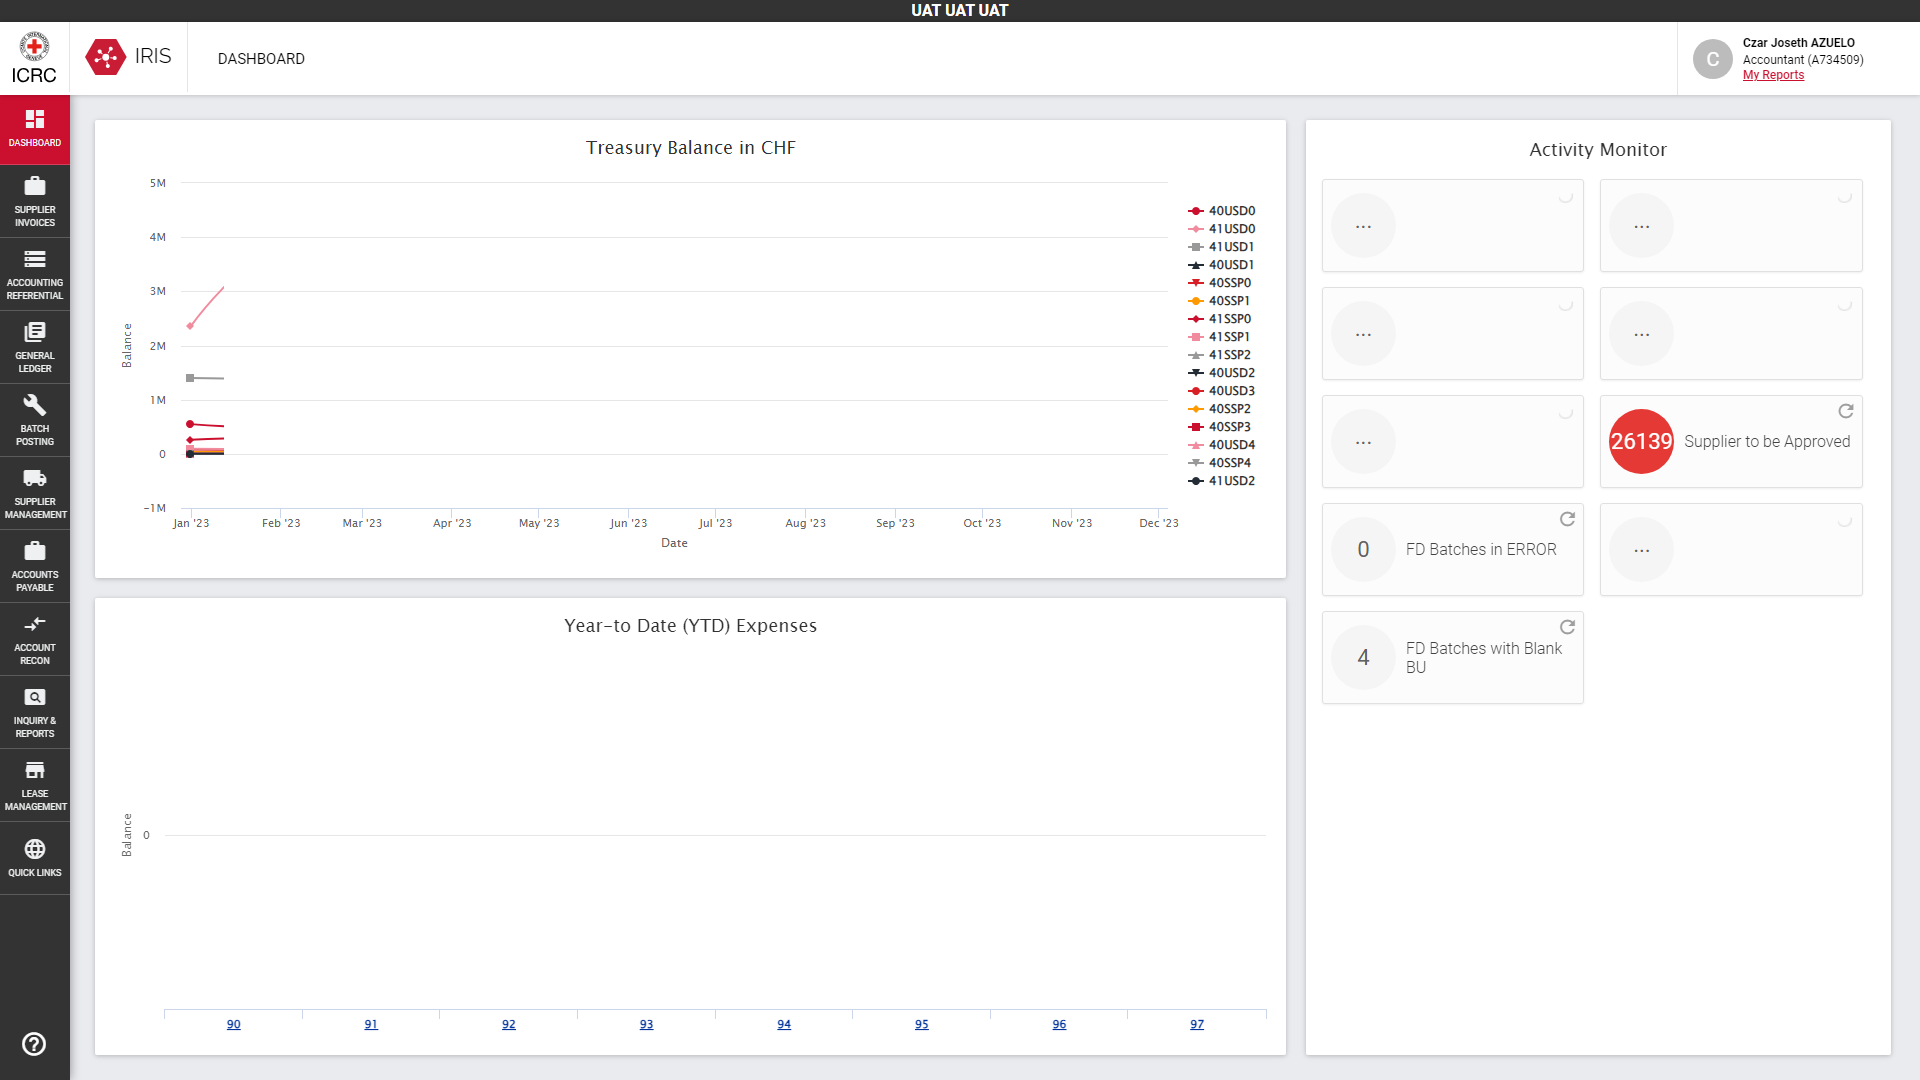 UAT UAT UAT
ICRC
IRIS
DASHBOARD
C
Czar Joseth AZUELO
Accountant (A734509)
My Reports
DASHBOARD
SUPPLIER
INVOICES
ACCOUNTING
REFERENTIAL
GENERAL
LEDGER
BATCH
POSTING
SUPPLIER
MANAGEMENT
ACCOUNTS
PAYABLE
ACCOUNT
RECON
INQUIRY &
REPORTS
LEASE
MANAGEMENT
QUICK LINKS
Treasury Balance in CHF
Balance
5M
4M
3M
2M
1M
0
-1M
Jan '23
Feb '23
Mar '23
Apr '23
May '23
Jun '23
Jul '23
Aug '23
Sep '23
Oct '23
Nov '23
Dec '23
Date
40USD0
41USD0
41USD1
40USD1
40SSP0
40SSP1
41SSP0
41SSP1
41SSP2
40USD2
40USD3
40SSP2
40SSP3
40USD4
40SSP4
41USD2
Year-to Date (YTD) Expenses
Balance
0
90
91
92
93
94
95
96
97
Activity Monitor
...
...
...
...
...
26139
Supplier to be Approved
0
FD Batches in ERROR
...
4
FD Batches with Blank
BU